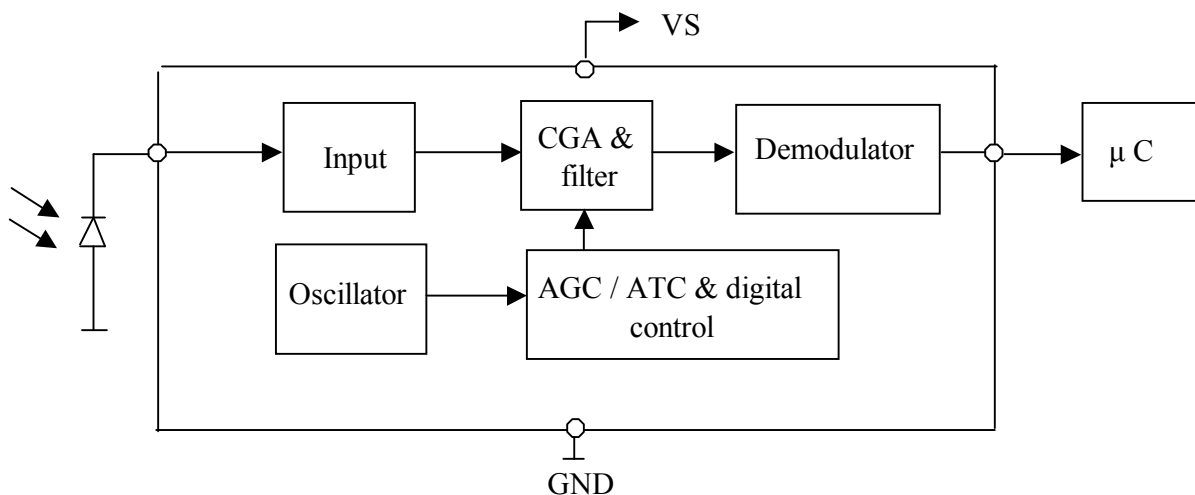 VS
Input
CGA &
filter
Demodulator
μ C
Oscillator
AGC / ATC & digital
control
GND